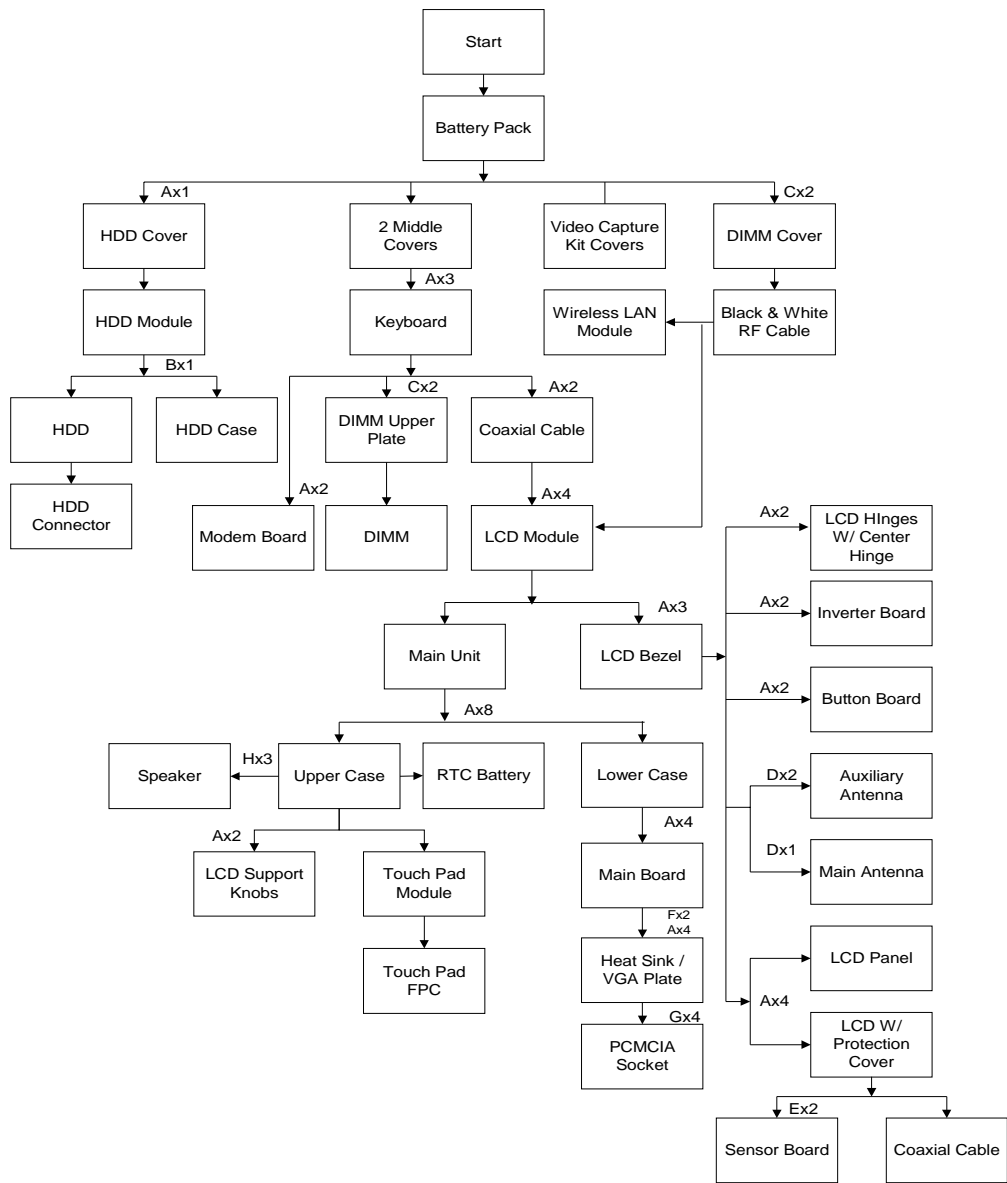 Start
Battery Pack
Ax1
Cx2
HDD Cover
2 Middle
Covers
Video Capture
Kit Covers
DIMM Cover
Ax3
HDD Module
Keyboard
Wireless LAN
Module
Black & White
RF Cable
Bx1
Cx2
Ax2
HDD
HDD Case
DIMM Upper
Plate
Coaxial Cable
Ax2
Ax4
HDD
Connector
Modem Board
DIMM
LCD Module
Ax2
LCD HInges
W/ Center
Hinge
Ax3
Ax2
Inverter Board
Main Unit
LCD Bezel
Ax2
Button Board
Ax8
Speaker
Hx3
Upper Case
RTC Battery
Lower Case
Dx2
Auxiliary
Antenna
Ax2
Ax4
LCD Support
Knobs
Touch Pad
Module
Main Board
Dx1
Main Antenna
Fx2
Ax4
Touch Pad
FPC
Heat Sink /
VGA Plate
LCD Panel
Ax4
Gx4
PCMCIA
Socket
LCD W/
Protection
Cover
Ex2
Sensor Board
Coaxial Cable